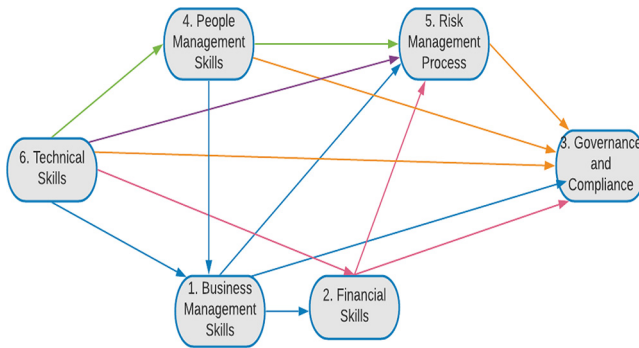 4. People
Management
Skills
5. Risk
Management
Process
6. Technical
Skills
3. Governance
and
Compliance
1. Business
Management
Skills
2. Financial
Skills